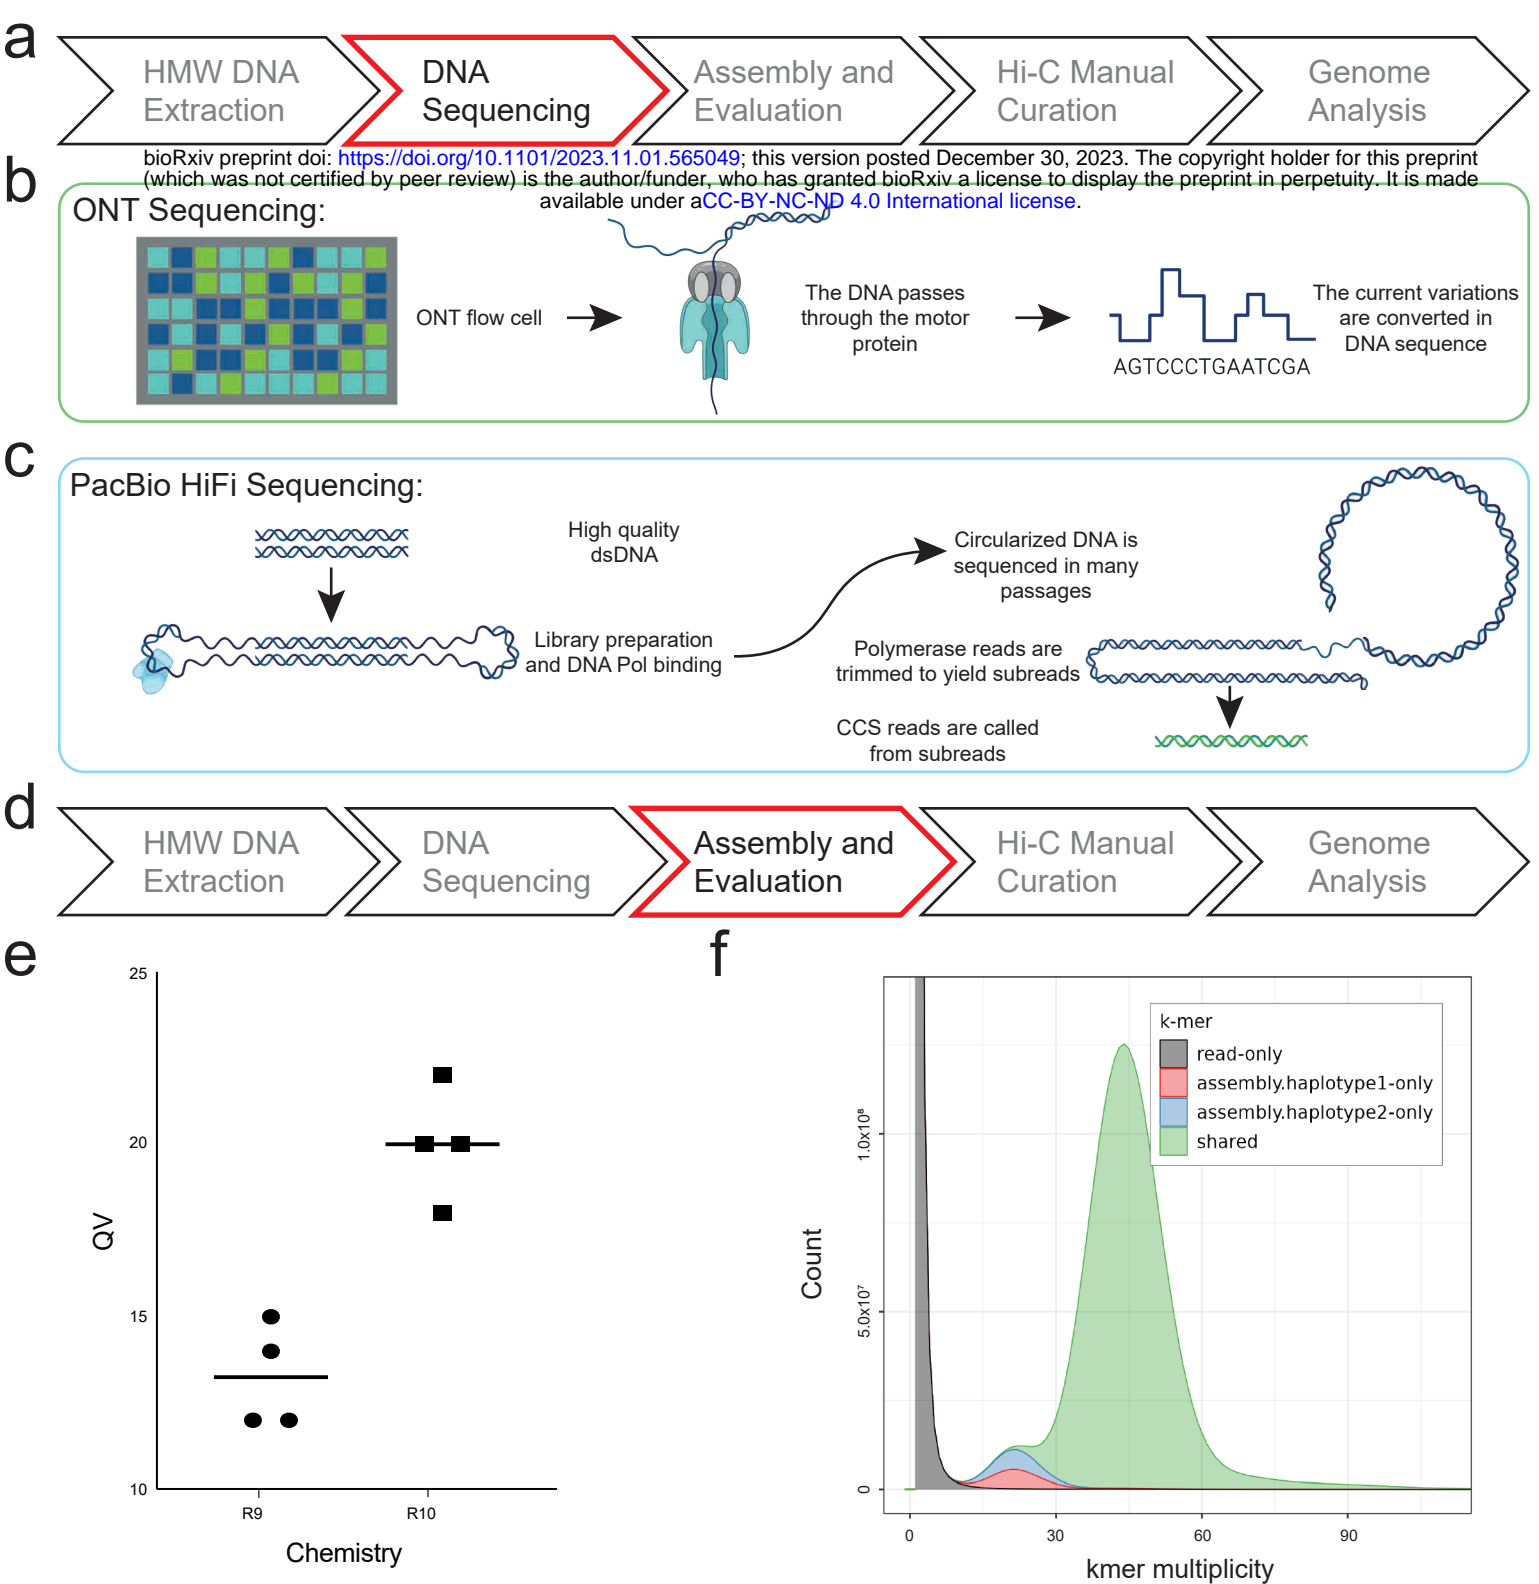 a
HMW DNA
Extraction
DNA
Sequencing
Assembly and
Evaluation
Hi-C Manual
Curation
Genome
Analysis
bioRxiv preprint doi: https://doi.org/10.1101/2023.11.01.565049; this version posted December 30, 2023. The copyright holder for this preprint
(which was not certified by peer review) is the author/funder, who has granted bioRxiv a license to display the preprint in perpetuity. It is made
available under aCC-BY-NC-ND 4.0 International license.
b
ONT Sequencing:
ONT flow cell
The DNA passes
through the motor
protein
AGTCCCTGAATCGA
The current variations
are converted in
DNA sequence
c
PacBio HiFi Sequencing:
High quality
dsDNA
Library preparation
and DNA Pol binding
Circularized DNA is
sequenced in many
passages
Polymerase reads are
trimmed to yield subreads
CCS reads are called
from subreads
d
HMW DNA
Extraction
DNA
Sequencing
Assembly and
Evaluation
Hi-C Manual
Curation
Genome
Analysis
e
25
20
15
10
QV
R9
R10
Chemistry
f
k-mer
read-only
assembly.haplotype1-only
assembly.haplotype2-only
shared
1.0x10⁸
5.0x10⁷
0
Count
0
30
60
90
kmer multiplicity